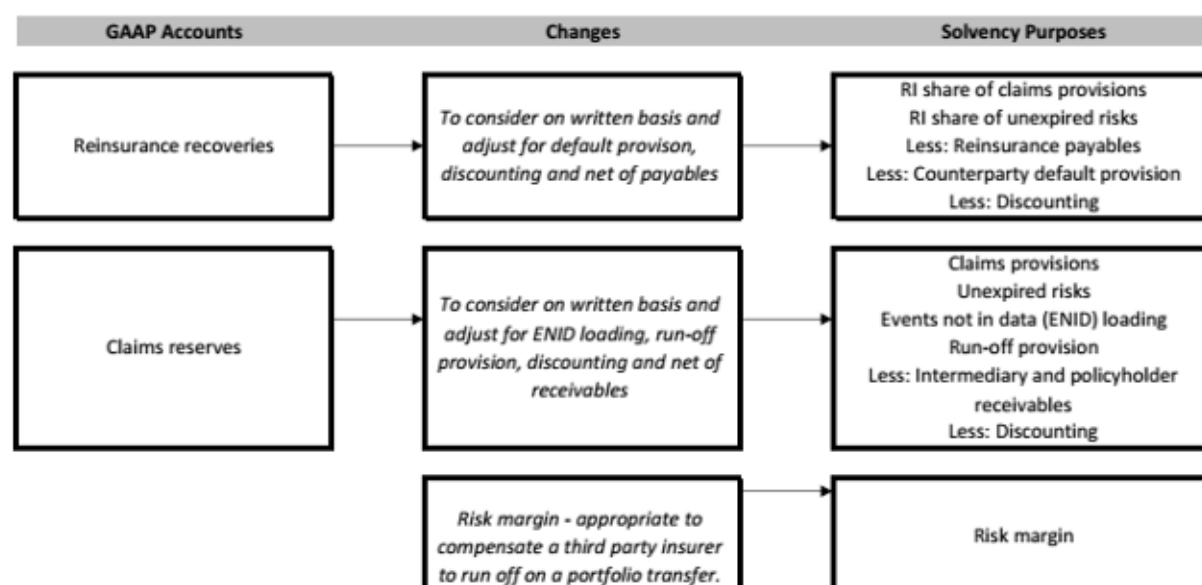 GAAP Accounts
Changes
Solvency Purposes
Reinsurance recoveries
To consider on written basis and
adjust for default provison,
discounting and net of payables
RI share of claims provisions
RI share of unexpired risks
Less: Reinsurance payables
Less: Counterparty default provision
Less: Discounting
Claims reserves
To consider on written basis and
adjust for ENID loading, run-off
provision, discounting and net of
receivables
Claims provisions
Unexpired risks
Events not in data (ENID) loading
Run-off provision
Less: Intermediary and policyholder
receivables
Less: Discounting
Risk margin - appropriate to
compensate a third party insurer
to run off on a portfolio transfer.
Risk margin